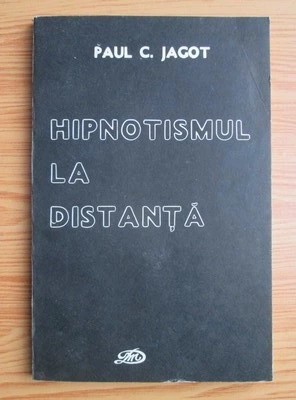 PAUL C. JAGOT
HIPNOTISMUL
LA
DISTANȚĂ